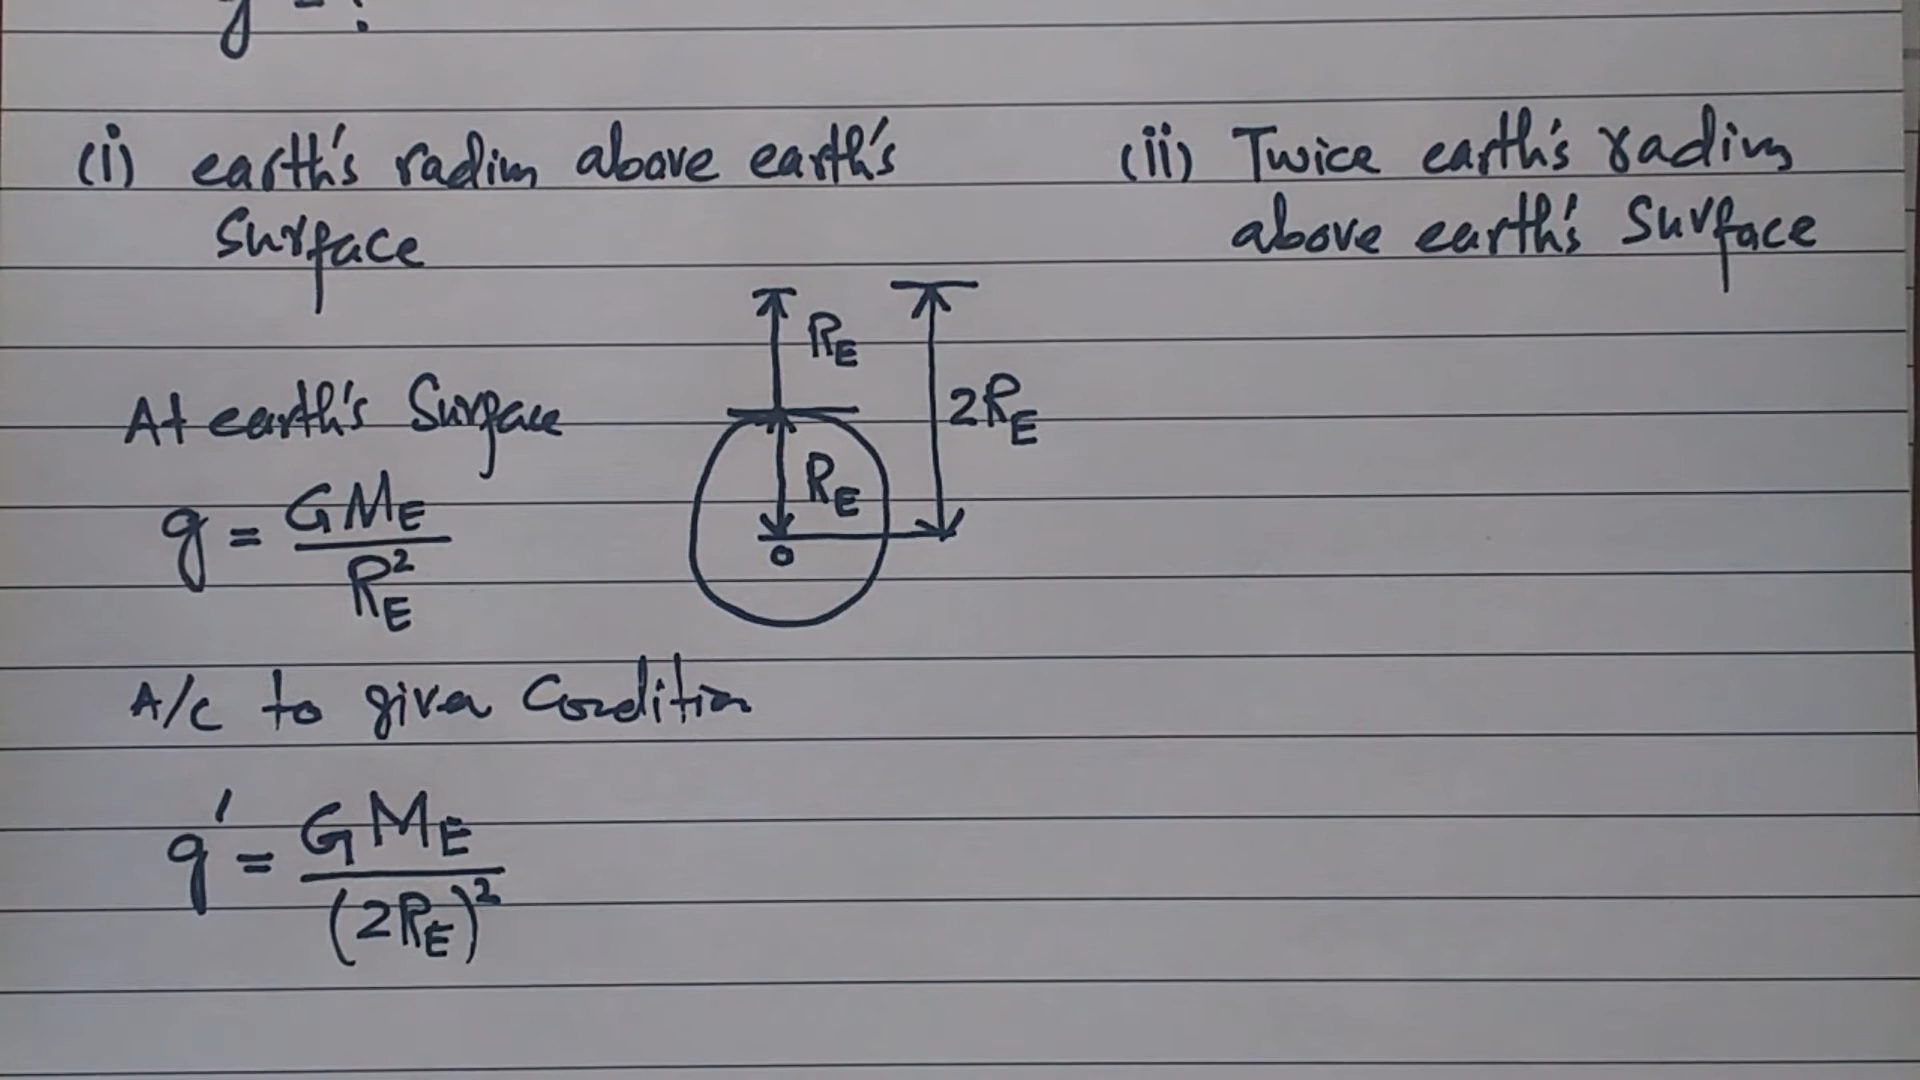 g = ?
(i) earth's radius above earth's
surface
(ii) Twice earth's radius
above earth's surface
R_E
2R_E
R_E
o
At earth's Surface
g = GM_E / R_E^2
A/c to given Condition
g' = GM_E / (2R_E)^2